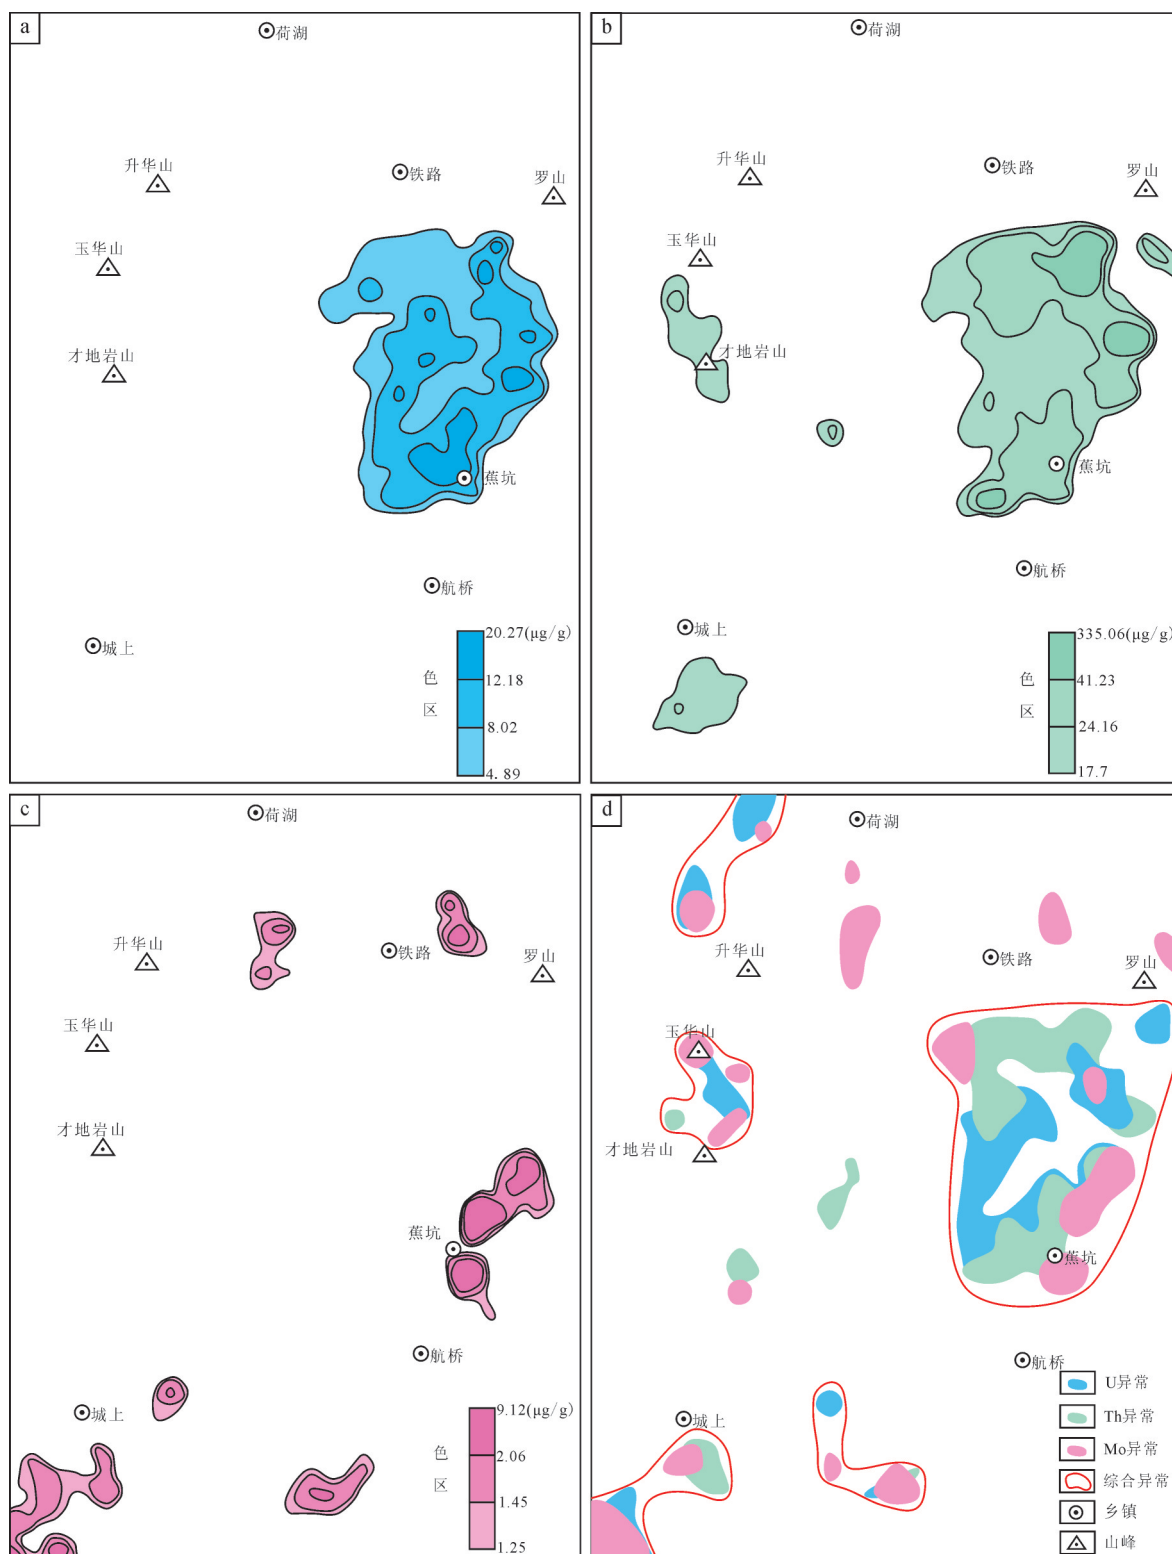 a
荷湖
升华山
铁路
罗山
玉华山
才地岩山
蕉坑
航桥
城上
色
区
20.27(μg/g)
12.18
8.02
4.89
b
荷湖
升华山
铁路
罗山
玉华山
才地岩山
蕉坑
航桥
城上
色
区
335.06(μg/g)
41.23
24.16
17.7
c
荷湖
升华山
铁路
罗山
玉华山
才地岩山
蕉坑
航桥
城上
色
区
9.12(μg/g)
2.06
1.45
1.25
d
荷湖
升华山
铁路
罗山
玉华山
才地岩山
蕉坑
航桥
城上
U异常
Th异常
Mo异常
综合异常
乡镇
山峰